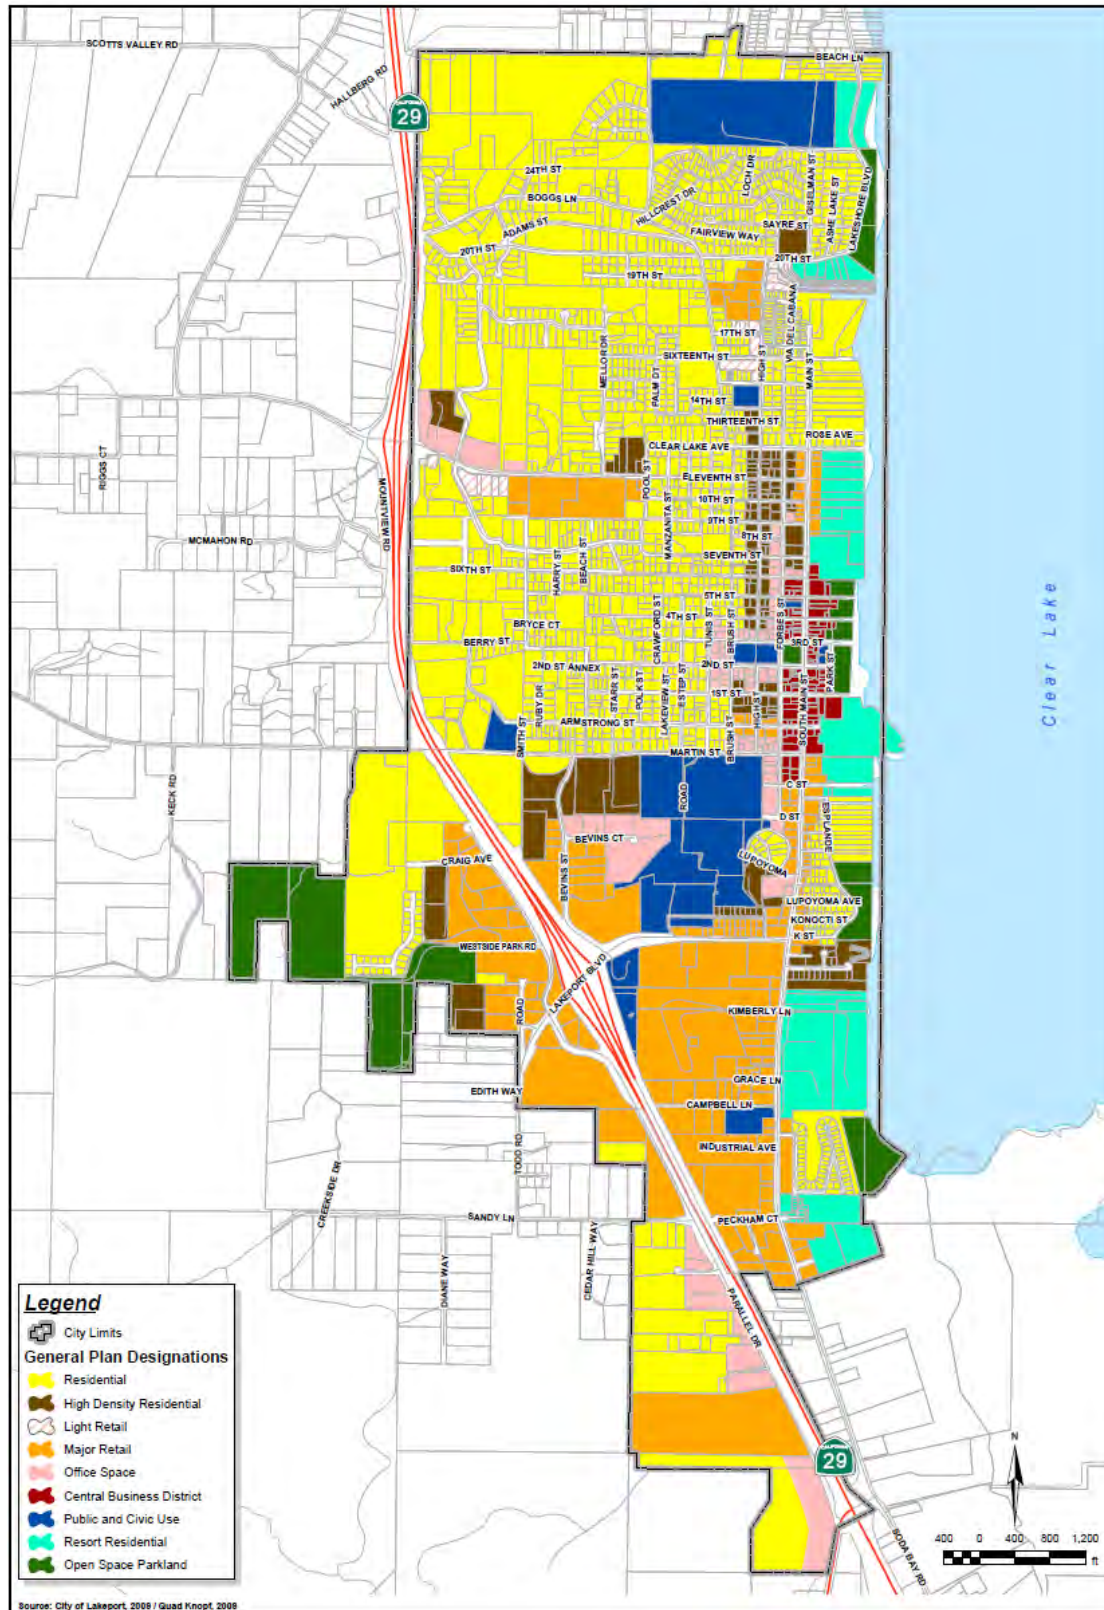 SCOTTS VALLEY RD
HALLBERG RD
CALIFORNIA
29
BEACH LN
24TH ST
BOGGS LN
HILLCREST DR
LOCH DR
GISELMAN ST
ASHE LAKE ST
LAKESHORE BLVD
ADAMS ST
FAIRVIEW WAY
SAYRE ST
20TH ST
20TH ST
19TH ST
VIA DEL CABANA
17TH ST
SIXTEENTH ST
HIGH ST
MAIN ST
MELLOR DR
PALM DT
14TH ST
THIRTEENTH ST
ROSE AVE
CLEAR LAKE AVE
RIGGS CT
MOUNTVIEW RD
POOL ST
ELEVENTH ST
10TH ST
9TH ST
8TH ST
MANZANITA ST
MCMAHON RD
SEVENTH ST
SIXTH ST
HARRY ST
BEACH ST
5TH ST
4TH ST
FORBES ST
BRYCE CT
CRAWFORD ST
TUNIS ST
BRUSH ST
3RD ST
BERRY ST
2ND ST ANNEX
2ND ST
PARK ST
RUBY DR
STARR ST
POLK ST
LAKEVIEW ST
ESTEP ST
1ST ST
HIGH ST
SOUTH MAIN ST
Clear Lake
SMITH ST
ARMSTRONG ST
BRUSH ST
MARTIN ST
KECK RD
ROAD
C ST
D ST
ESPLANDE
BEVINS CT
CRAIG AVE
BEVINS ST
LUPOYOMA
LUPOYOMA AVE
KONOCTI ST
K ST
WESTSIDE PARK RD
LAKEPORT BLVD
ROAD
KIMBERLY LN
GRACE LN
EDITH WAY
CAMPBELL LN
INDUSTRIAL AVE
TODD RD
CREEKSIDE DR
SANDY LN
PECKHAM CT
DIANE WAY
CEDAR HILL WAY
PARALLEL DR
Legend
City Limits
General Plan Designations
Residential
High Density Residential
Light Retail
Major Retail
Office Space
Central Business District
Public and Civic Use
Resort Residential
Open Space Parkland
CALIFORNIA
29
N
SODA BAY RD
400 0 400 800 1,200
ft
Source: City of Lakeport, 2009 / Quad Knopf, 2009